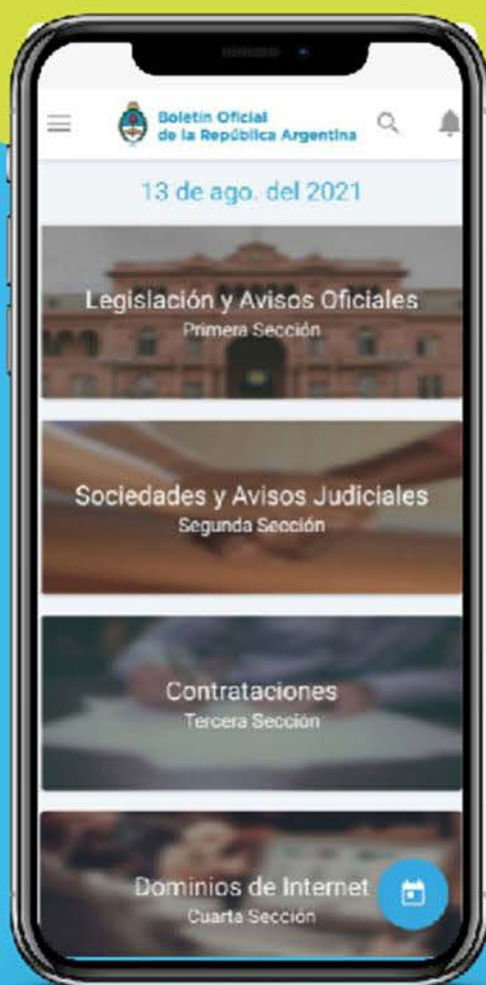 Boletín Oficial
de la República Argentina
13 de ago. del 2021
Legislación y Avisos Oficiales
Primera Sección
Sociedades y Avisos Judiciales
Segunda Sección
Contrataciones
Tercera Sección
Dominios de Internet
Cuarta Sección